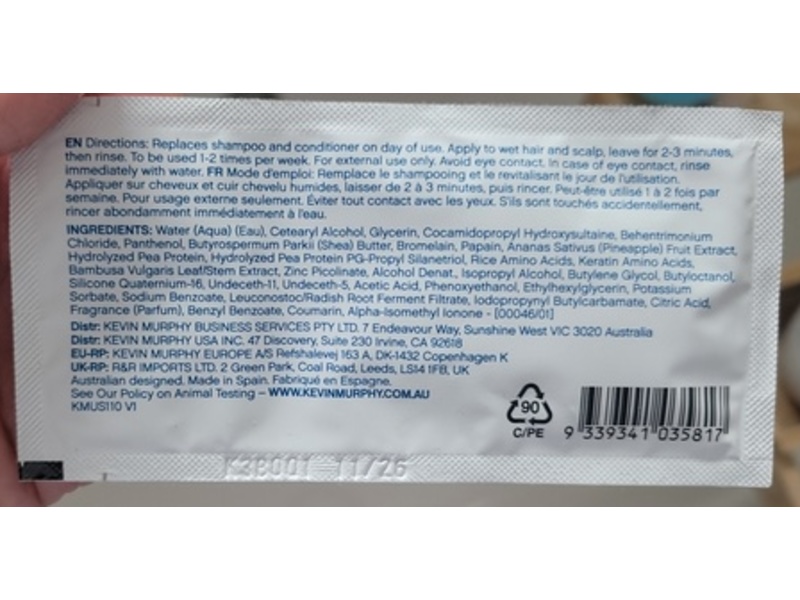 EN Directions: Replaces shampoo and conditioner on day of use. Apply to wet hair and scalp, leave for 2-3 minutes,
then rinse. To be used 1-2 times per week. For external use only. Avoid eye contact. In case of eye contact, rinse
immediately with water. FR Mode d'emploi: Remplace le shampooing et le revitalisant le jour de l'utilisation.
Appliquer sur cheveux et cuir chevelu humides, laisser de 2 à 3 minutes, puis rincer. Peut-être utilisé 1 à 2 fois par
semaine. Pour usage externe seulement. Éviter tout contact avec les yeux. S'ils sont touchés accidentellement,
rincer abondamment immédiatement à l'eau.
INGREDIENTS: Water (Aqua) (Eau), Cetearyl Alcohol, Glycerin, Cocamidopropyl Hydroxysultaine, Behentrimonium
Chloride, Panthenol, Butyrospermum Parkii (Shea) Butter, Bromelain, Papain, Ananas Sativus (Pineapple) Fruit Extract,
Hydrolyzed Pea Protein, Hydrolyzed Pea Protein PG-Propyl Silanetriol, Rice Amino Acids, Keratin Amino Acids,
Bambusa Vulgaris Leaf/Stem Extract, Zinc Picolinate, Alcohol Denat., Isopropyl Alcohol, Butylene Glycol, Butyloctanol,
Silicone Quaternium-16, Undeceth-11, Undeceth-5, Acetic Acid, Phenoxyethanol, Ethylhexylglycerin, Potassium
Sorbate, Sodium Benzoate, Leuconostoc/Radish Root Ferment Filtrate, Iodopropynyl Butylcarbamate, Citric Acid,
Fragrance (Parfum), Benzyl Benzoate, Coumarin, Alpha-Isomethyl Ionone - [00046/01]
Distr: KEVIN MURPHY BUSINESS SERVICES PTY LTD. 7 Endeavour Way, Sunshine West VIC 3020 Australia
Distr: KEVIN MURPHY USA INC. 47 Discovery, Suite 230 Irvine, CA 92618
EU-RP: KEVIN MURPHY EUROPE A/S Refshalevej 163 A, DK-1432 Copenhagen K
UK-RP: R&R IMPORTS LTD. 2 Green Park, Coal Road, Leeds, LS14 1FB, UK
Australian designed. Made in Spain. Fabriqué en Espagne.
See Our Policy on Animal Testing – WWW.KEVINMURPHY.COM.AU
KMUS110 V1
90
C/PE
9 339341 035817
K3B001 11/26